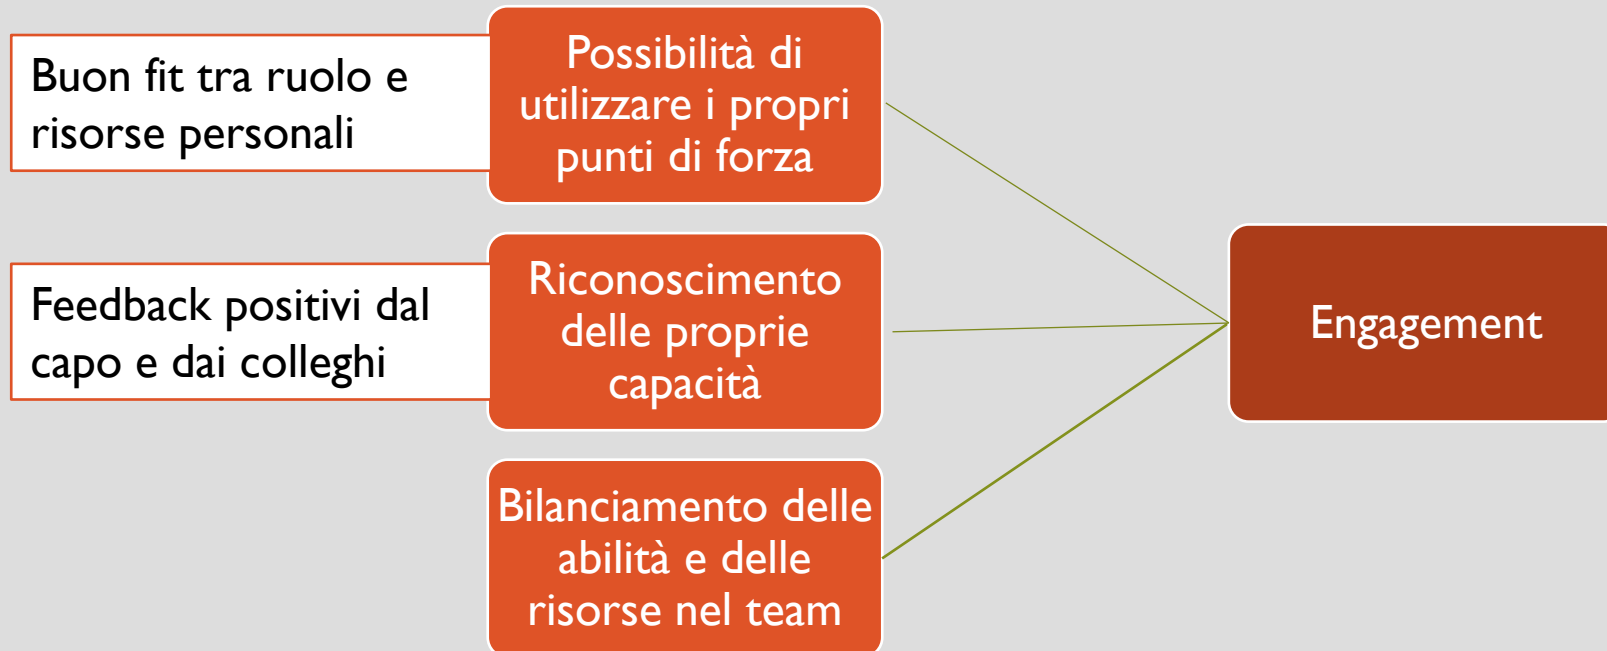 Buon fit tra ruolo e
risorse personali
Possibilità di
utilizzare i propri
punti di forza
Feedback positivi dal
capo e dai colleghi
Riconoscimento
delle proprie
capacità
Bilanciamento delle
abilità e delle
risorse nel team
Engagement